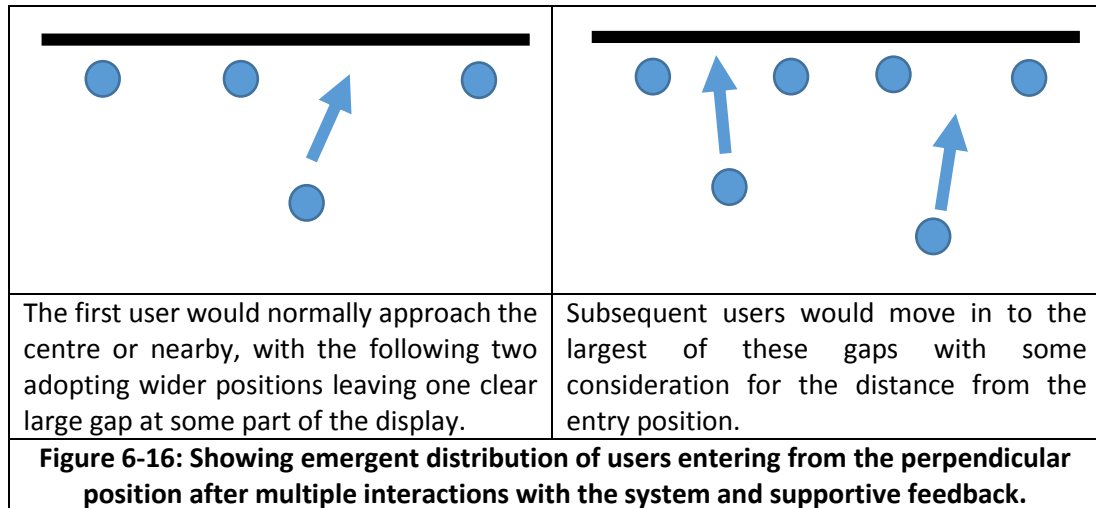 The first user would normally approach the
centre or nearby, with the following two
adopting wider positions leaving one clear
large gap at some part of the display.
Subsequent users would move in to the
largest of these gaps with some
consideration for the distance from the
entry position.
Figure 6-16: Showing emergent distribution of users entering from the perpendicular
position after multiple interactions with the system and supportive feedback.